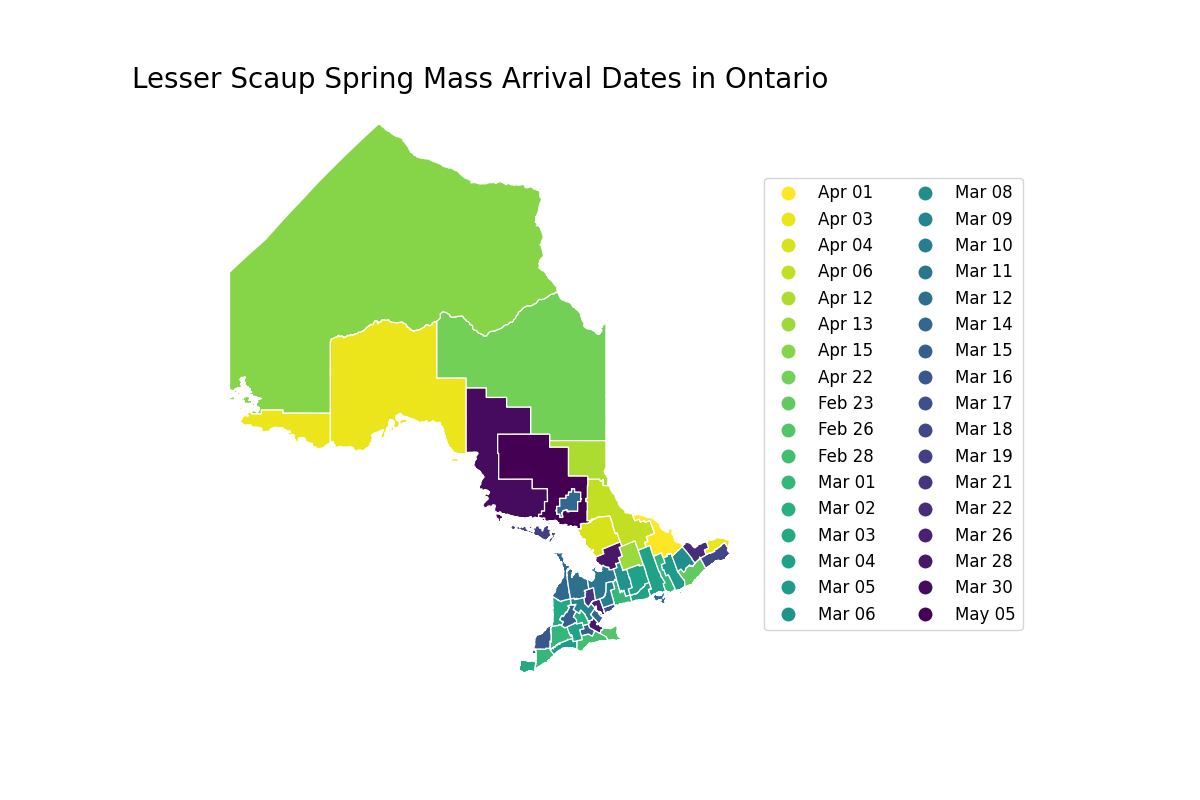 Lesser Scaup Spring Mass Arrival Dates in Ontario
Apr 01
Apr 03
Apr 04
Apr 06
Apr 12
Apr 13
Apr 15
Apr 22
Feb 23
Feb 26
Feb 28
Mar 01
Mar 02
Mar 03
Mar 04
Mar 05
Mar 06
Mar 08
Mar 09
Mar 10
Mar 11
Mar 12
Mar 14
Mar 15
Mar 16
Mar 17
Mar 18
Mar 19
Mar 21
Mar 22
Mar 26
Mar 28
Mar 30
May 05